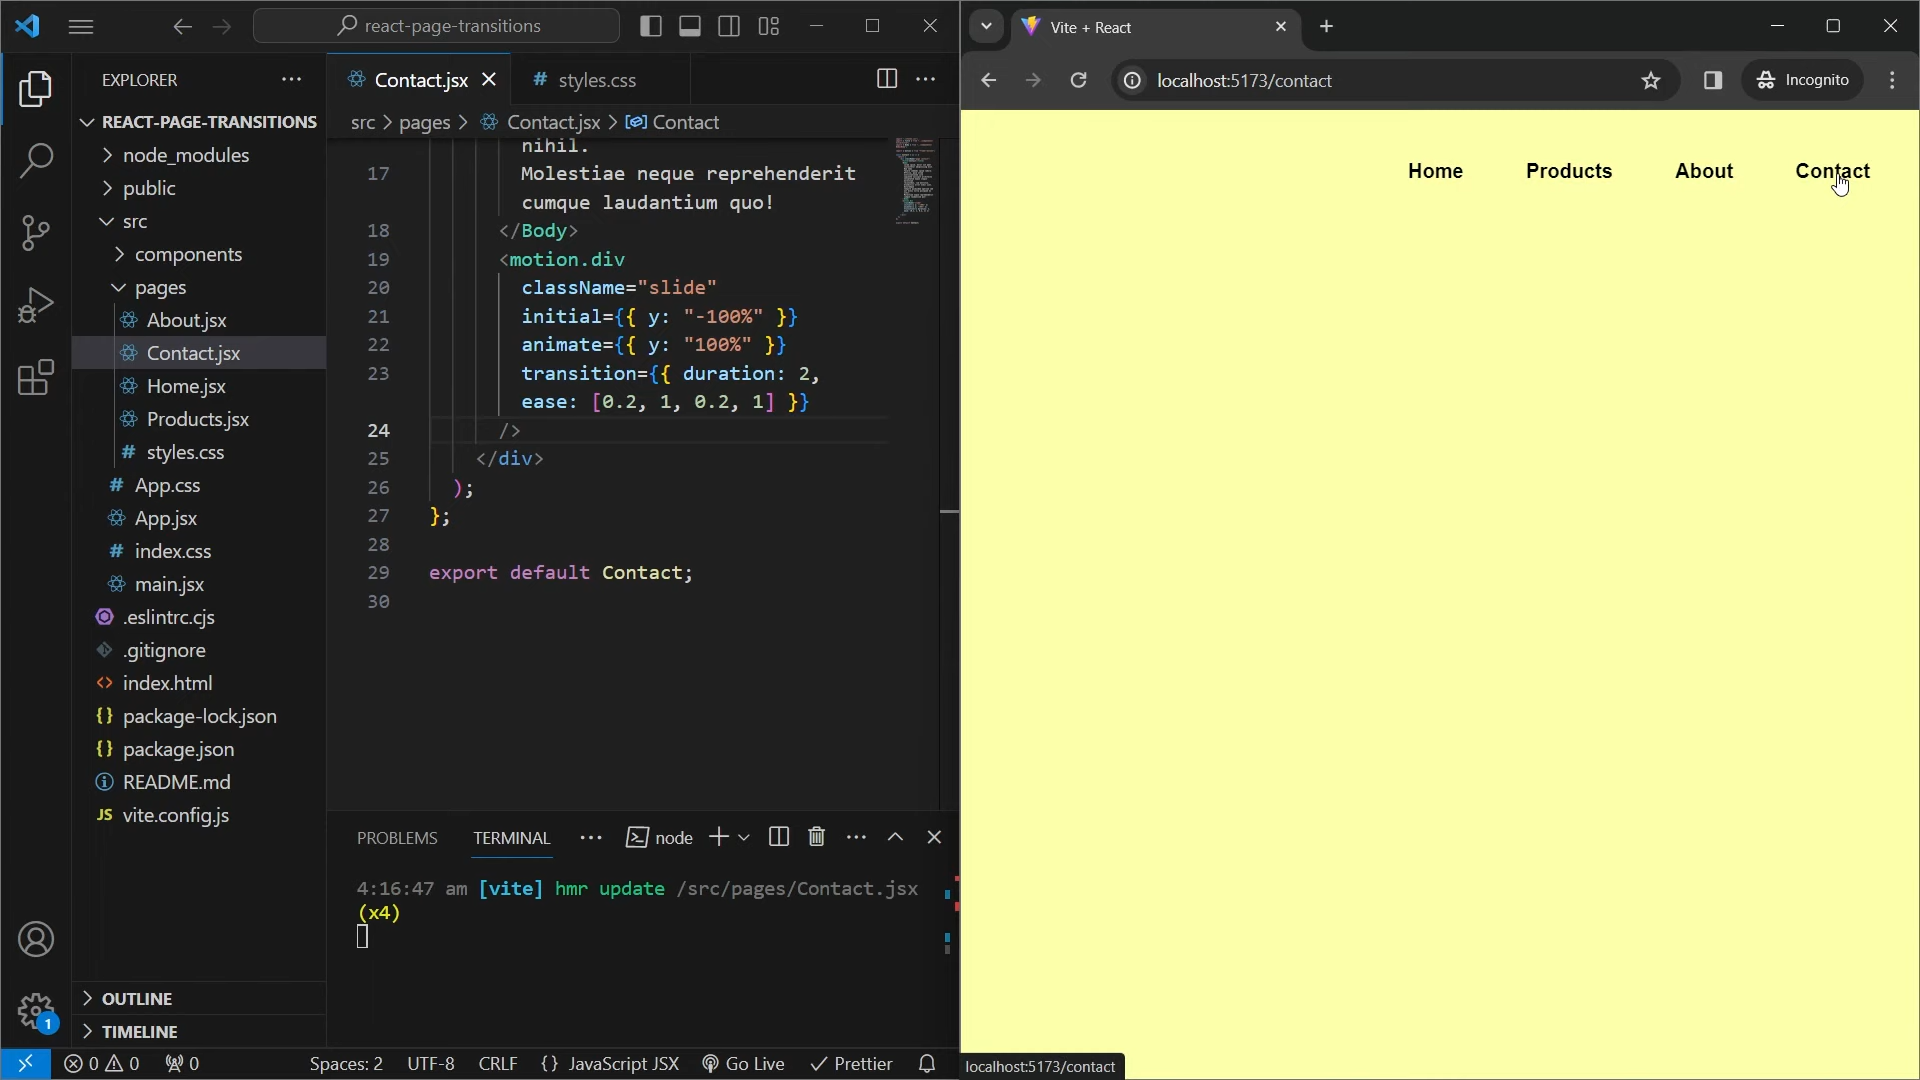 react-page-transitions
EXPLORER
REACT-PAGE-TRANSITIONS
node_modules
public
src
components
pages
About.jsx
Contact.jsx
Home.jsx
Products.jsx
# styles.css
# App.css
App.jsx
# index.css
main.jsx
.eslintrc.cjs
.gitignore
<> index.html
{} package-lock.json
{} package.json
README.md
JS vite.config.js
OUTLINE
TIMELINE
1
Contact.jsx
# styles.css
src > pages > Contact.jsx > Contact
nihil.
17 Molestiae neque reprehenderit
cumque laudantium quo!
18 </Body>
19 <motion.div
20 className="slide"
21 initial={{ y: "-100%" }}
22 animate={{ y: "100%" }}
23 transition={{ duration: 2,
ease: [0.2, 1, 0.2, 1] }}
24 />
25 </div>
26 );
27 };
28
29 export default Contact;
30
PROBLEMS TERMINAL node
4:16:47 am [vite] hmr update /src/pages/Contact.jsx
(x4)
0 0 0 Spaces: 2 UTF-8 CRLF {} JavaScript JSX Go Live Prettier
Vite + React
localhost:5173/contact
Incognito
Home Products About Contact
localhost:5173/contact